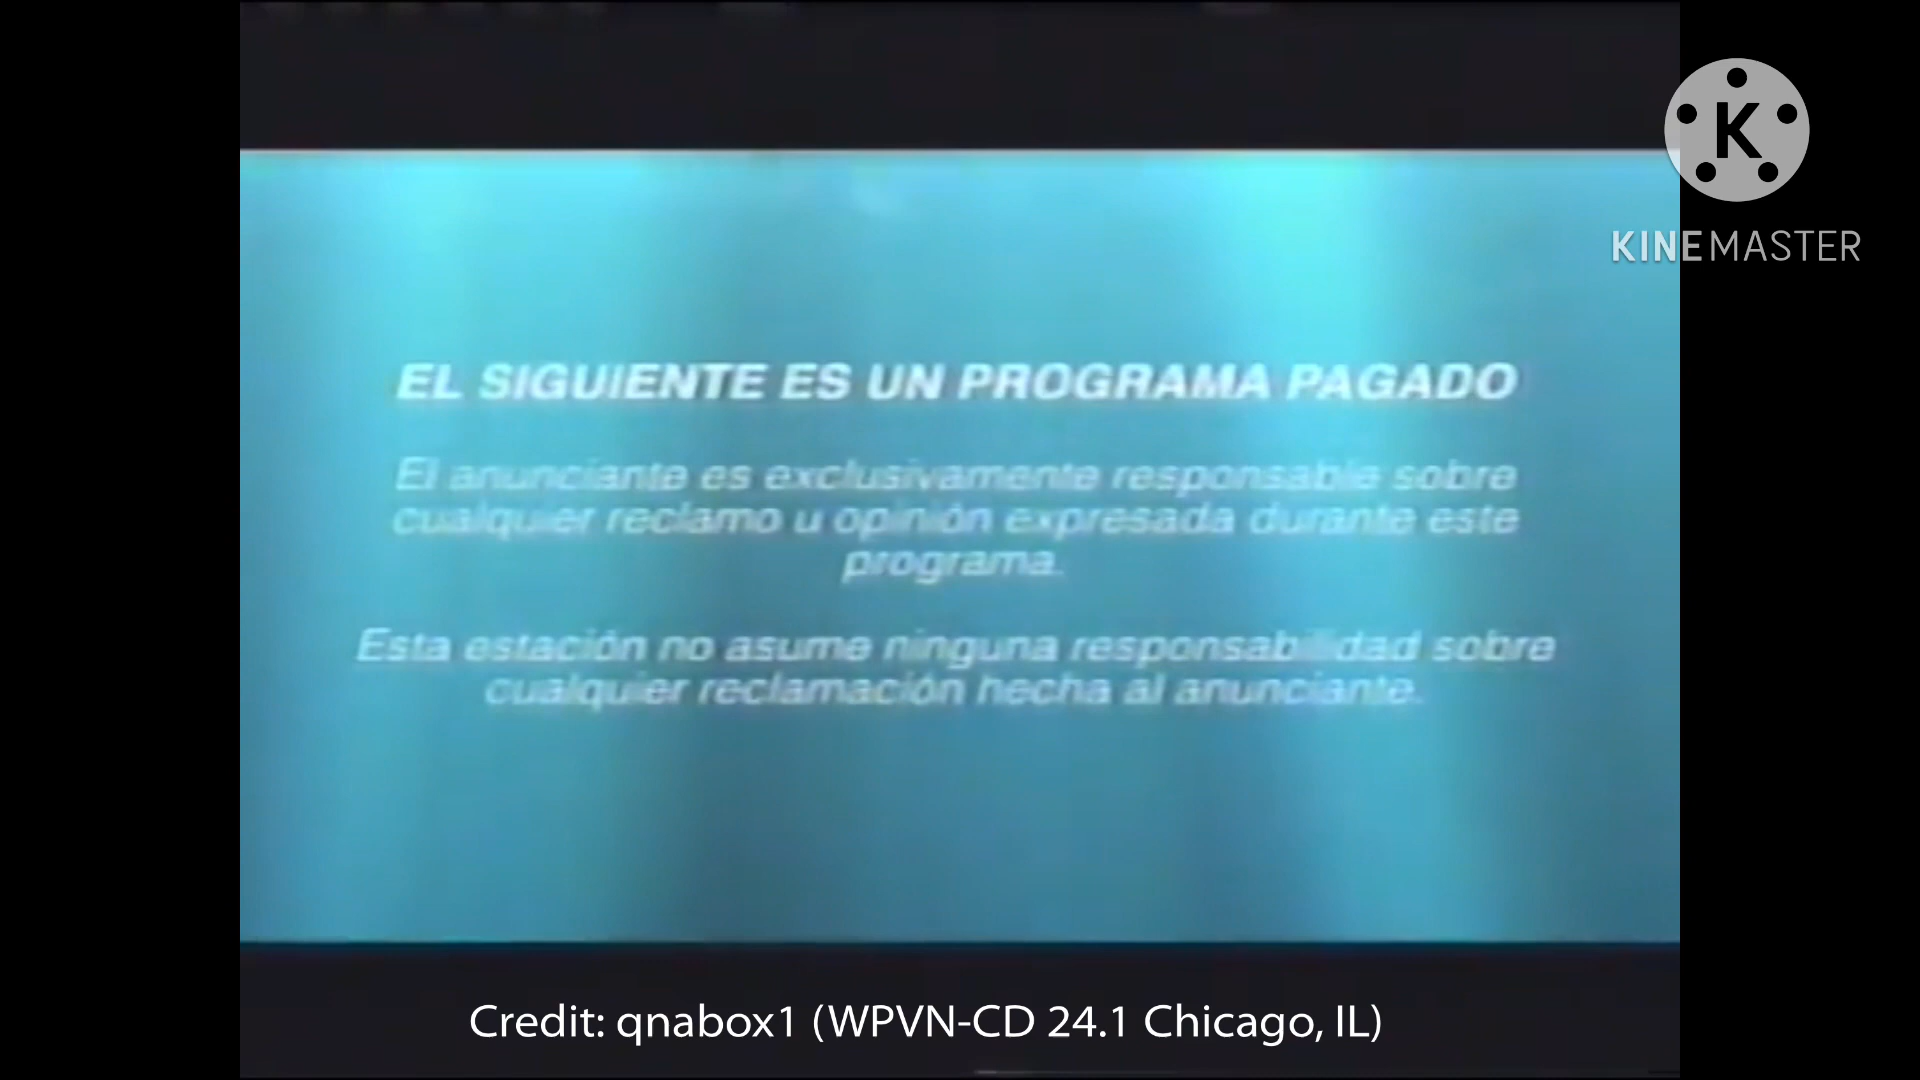 K
KINEMASTER
EL SIGUIENTE ES UN PROGRAMA PAGADO
El anunciante es exclusivamente responsable sobre
cualquier reclamo u opinión expresada durante este
programa.
Esta estación no asume ninguna responsabilidad sobre
cualquier reclamación hecha al anunciante.
Credit: qnabox1 (WPVN-CD 24.1 Chicago, IL)